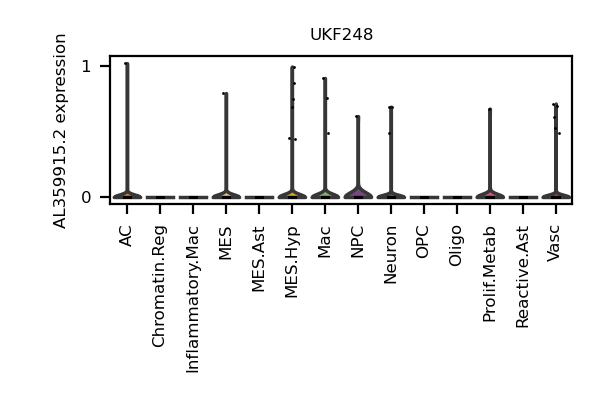 UKF248
AL359915.2 expression
1
0
AC
Chromatin.Reg
Inflammatory.Mac
MES
MES.Ast
MES.Hyp
Mac
NPC
Neuron
OPC
Oligo
Prolif.Metab
Reactive.Ast
Vasc